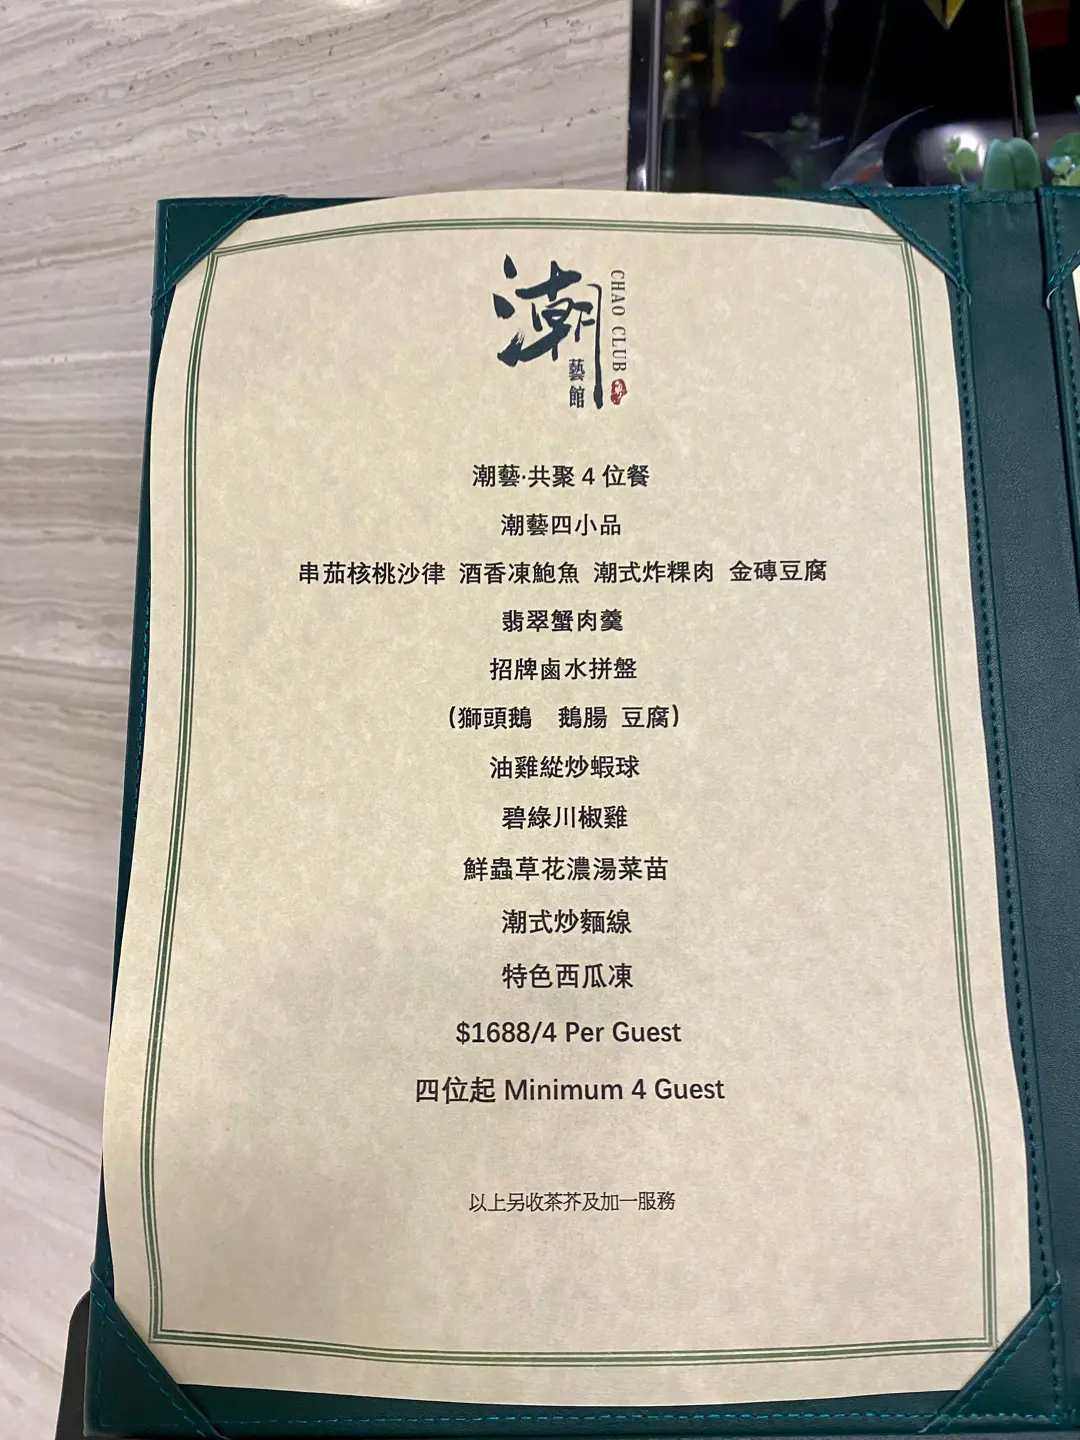 潮
藝館
CHAO CLUB
潮藝·共聚 4 位餐
潮藝四小品
串茄核桃沙律 酒香凍鮑魚 潮式炸粿肉 金磚豆腐
翡翠蟹肉羹
招牌鹵水拼盤
(獅頭鵝 鵝腸 豆腐)
油雞縱炒蝦球
碧綠川椒雞
鮮蟲草花濃湯菜苗
潮式炒麵線
特色西瓜凍
$1688/4 Per Guest
四位起 Minimum 4 Guest
以上另收茶芥及加一服務